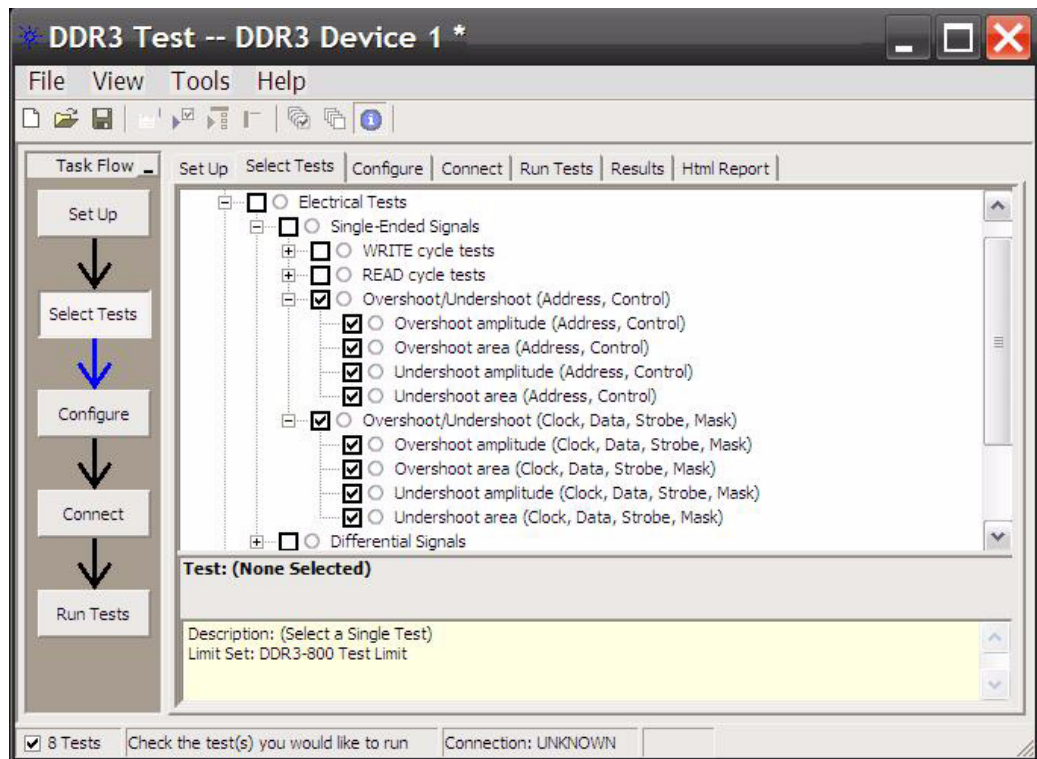 DDR3 Test -- DDR3 Device 1 *
File View Tools Help
Task Flow
Set Up Select Tests Configure Connect Run Tests Results Html Report
Set Up
Select Tests
Configure
Connect
Run Tests
Electrical Tests
Single-Ended Signals
WRITE cycle tests
READ cycle tests
Overshoot/Undershoot (Address, Control)
Overshoot amplitude (Address, Control)
Overshoot area (Address, Control)
Undershoot amplitude (Address, Control)
Undershoot area (Address, Control)
Overshoot/Undershoot (Clock, Data, Strobe, Mask)
Overshoot amplitude (Clock, Data, Strobe, Mask)
Overshoot area (Clock, Data, Strobe, Mask)
Undershoot amplitude (Clock, Data, Strobe, Mask)
Undershoot area (Clock, Data, Strobe, Mask)
Differential Signals
Test: (None Selected)
Description: (Select a Single Test)
Limit Set: DDR3-800 Test Limit
8 Tests Check the test(s) you would like to run Connection: UNKNOWN